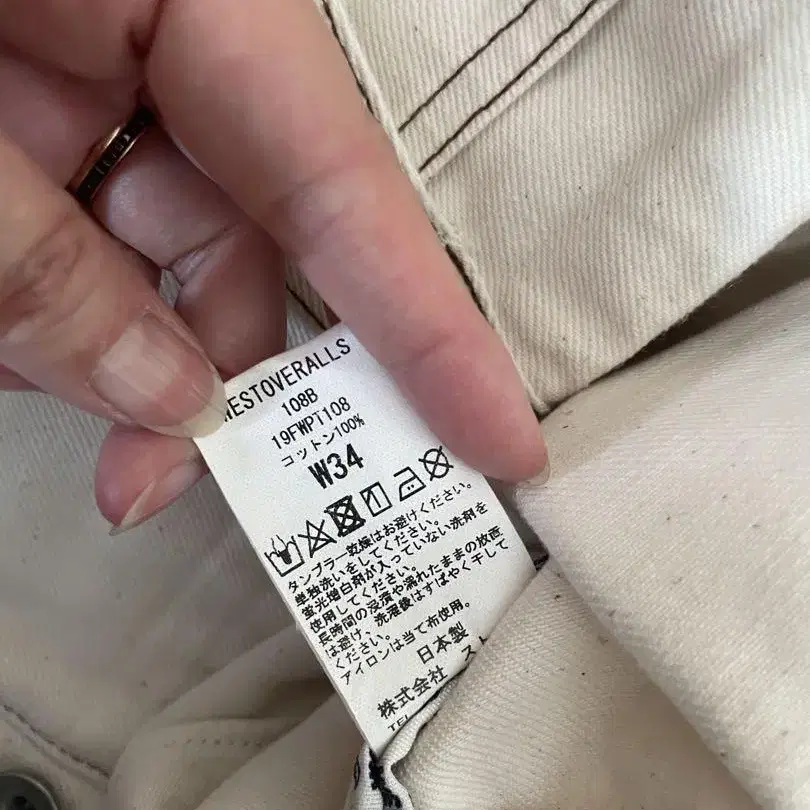 WESTOVERALLS
108B
19FWPT108
コットン100%
W34
タンブラー乾燥はお避けください。
単独洗いをしてください。
蛍光増白剤が入っていない洗剤を
使用してください。
長時間の浸漬や濡れたままの放置
は避け、洗濯後はすばやく干して
ください。
アイロンは当て布使用。
日本製
株式会社 ス
TEL